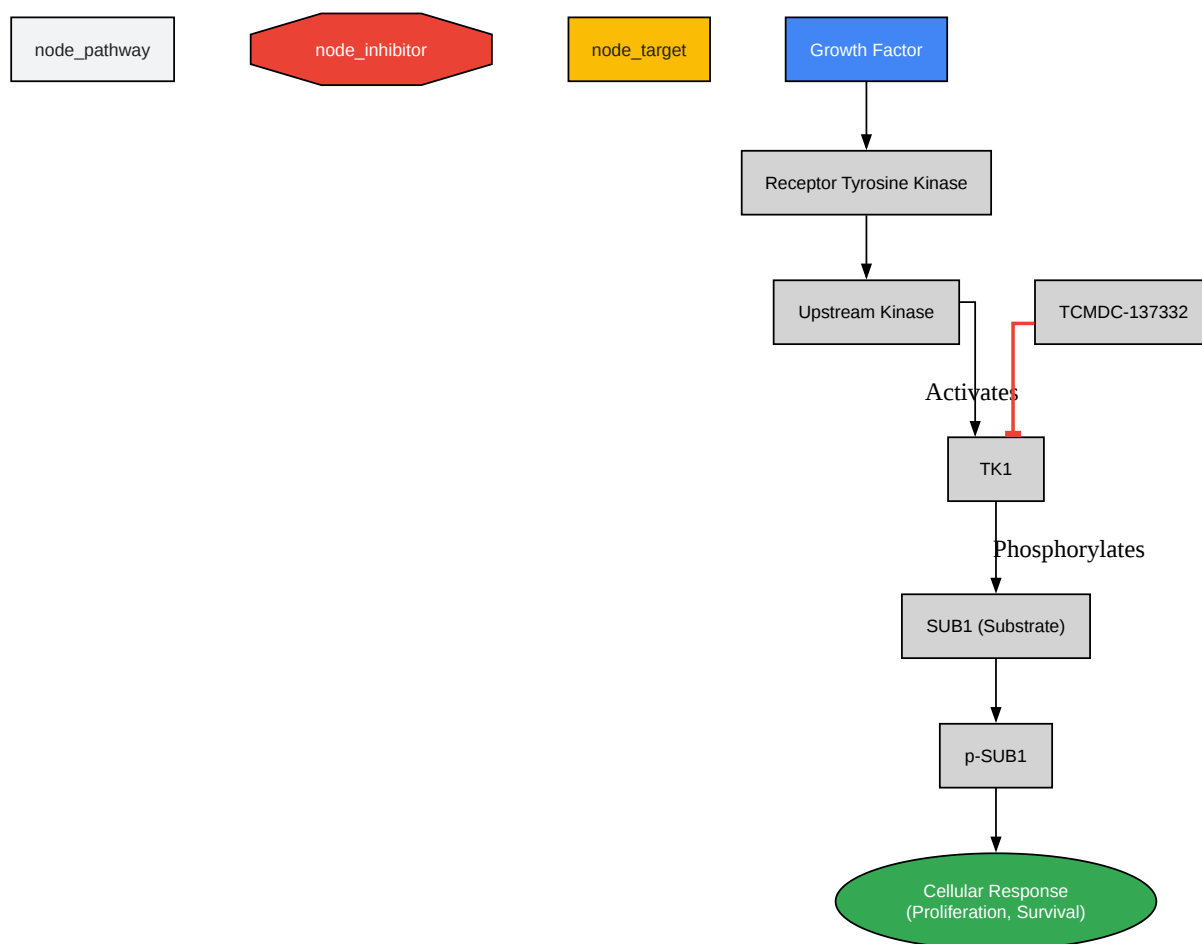 node_pathway
node_inhibitor
node_target
Growth Factor
Receptor Tyrosine Kinase
Upstream Kinase
TCMDC-137332
Activates
TK1
Phosphorylates
SUB1 (Substrate)
p-SUB1
Cellular Response
(Proliferation, Survival)